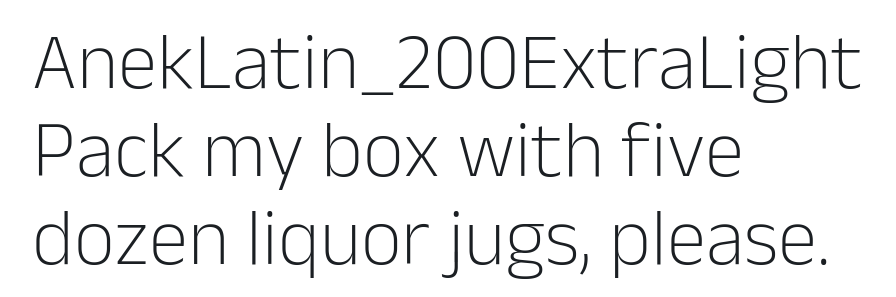 AnekLatin_200ExtraLight
Pack my box with five
dozen liquor jugs, please.